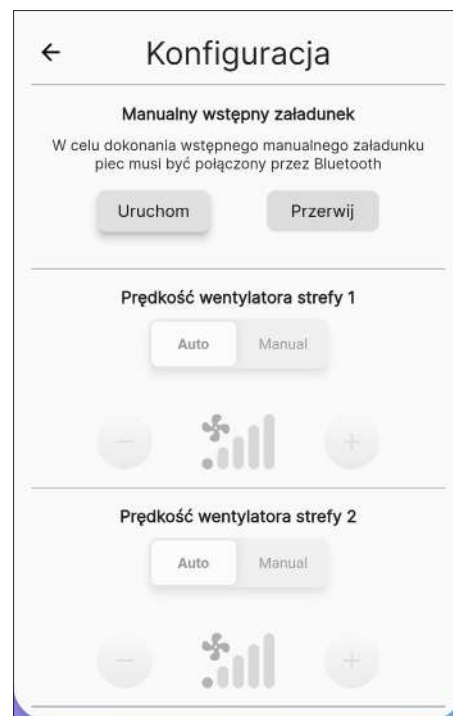 Konfiguracja
Manualny wstępny załadunek
W celu dokonania wstępnego manualnego załadunku
piec musi być połączony przez Bluetooth
Uruchom Przerwij
Prędkość wentylatora strefy 1
Auto Manual
Prędkość wentylatora strefy 2
Auto Manual